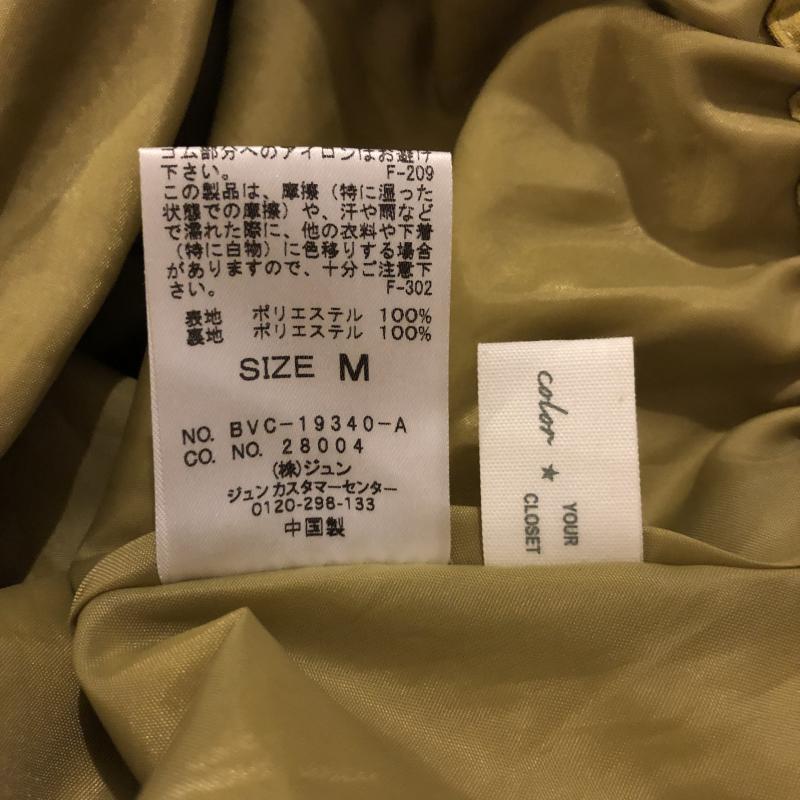 ゴム部分へのアイロンはお避け
下さい。 F-209
この製品は、摩擦（特に湿った
状態での摩擦）や、汗や雨など
で濡れた際に、他の衣料や下着
（特に白物）に色移りする場合
がありますので、十分ご注意下
さい。 F-302
表地 ポリエステル 100%
裏地 ポリエステル 100%
SIZE M
NO. BVC-19340-A
CO. NO. 28004
(株)ジュン
ジュンカスタマーセンター
0120-298-133
中国製
color ★
YOUR
CLOSET